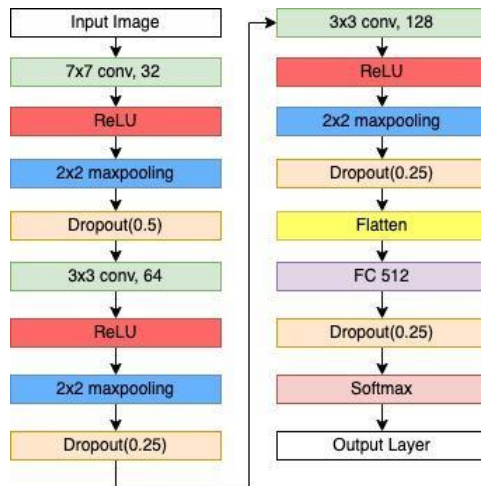 Input Image
7x7 conv, 32
ReLU
2x2 maxpooling
Dropout(0.5)
3x3 conv, 64
ReLU
2x2 maxpooling
Dropout(0.25)
3x3 conv, 128
ReLU
2x2 maxpooling
Dropout(0.25)
Flatten
FC 512
Dropout(0.25)
Softmax
Output Layer